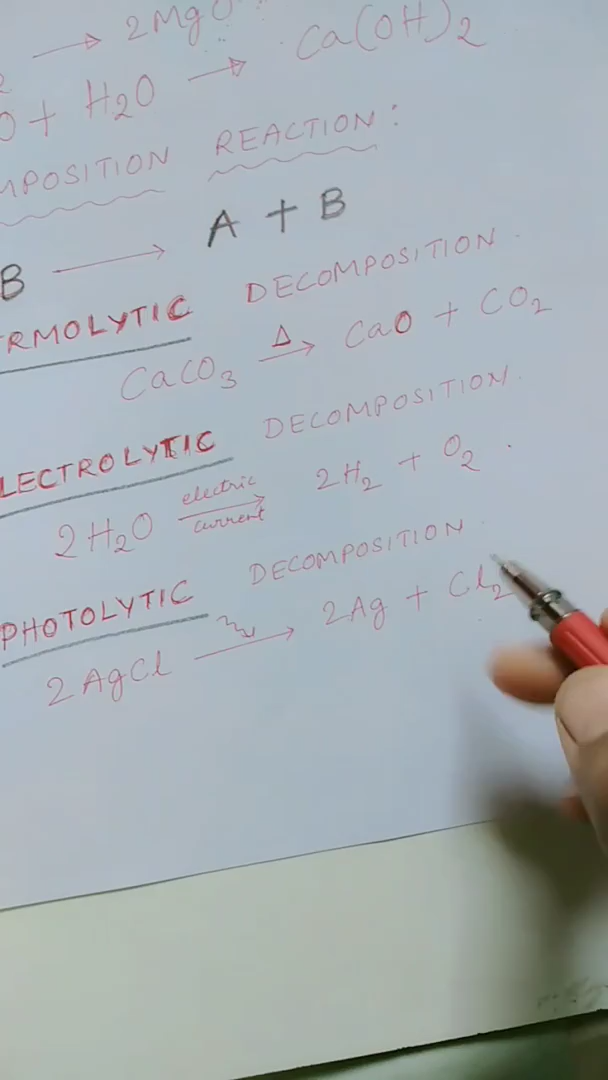 2 → 2MgO
O + H2O → Ca(OH)2
MPOSITION REACTION:
B → A + B
RMOLYTIC DECOMPOSITION.
CaCO3 Δ→ CaO + CO2
LECTROLYTIC DECOMPOSITION.
2H2O electric current→ 2H2 + O2.
PHOTOLYTIC DECOMPOSITION.
2AgCl → 2Ag + Cl2